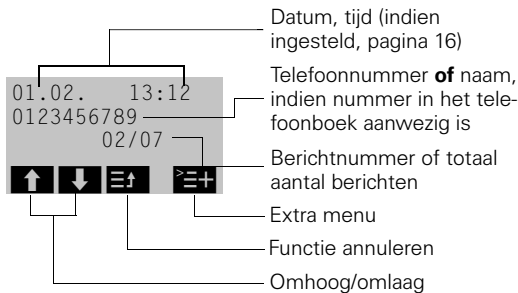 Datum, tijd (indien
ingesteld, pagina 16)
01.02. 13:12
0123456789
02/07
Telefoonnummer of naam,
indien nummer in het tele-
foonboek aanwezig is
Berichtnummer of totaal
aantal berichten
Extra menu
Functie annuleren
Omhoog/omlaag